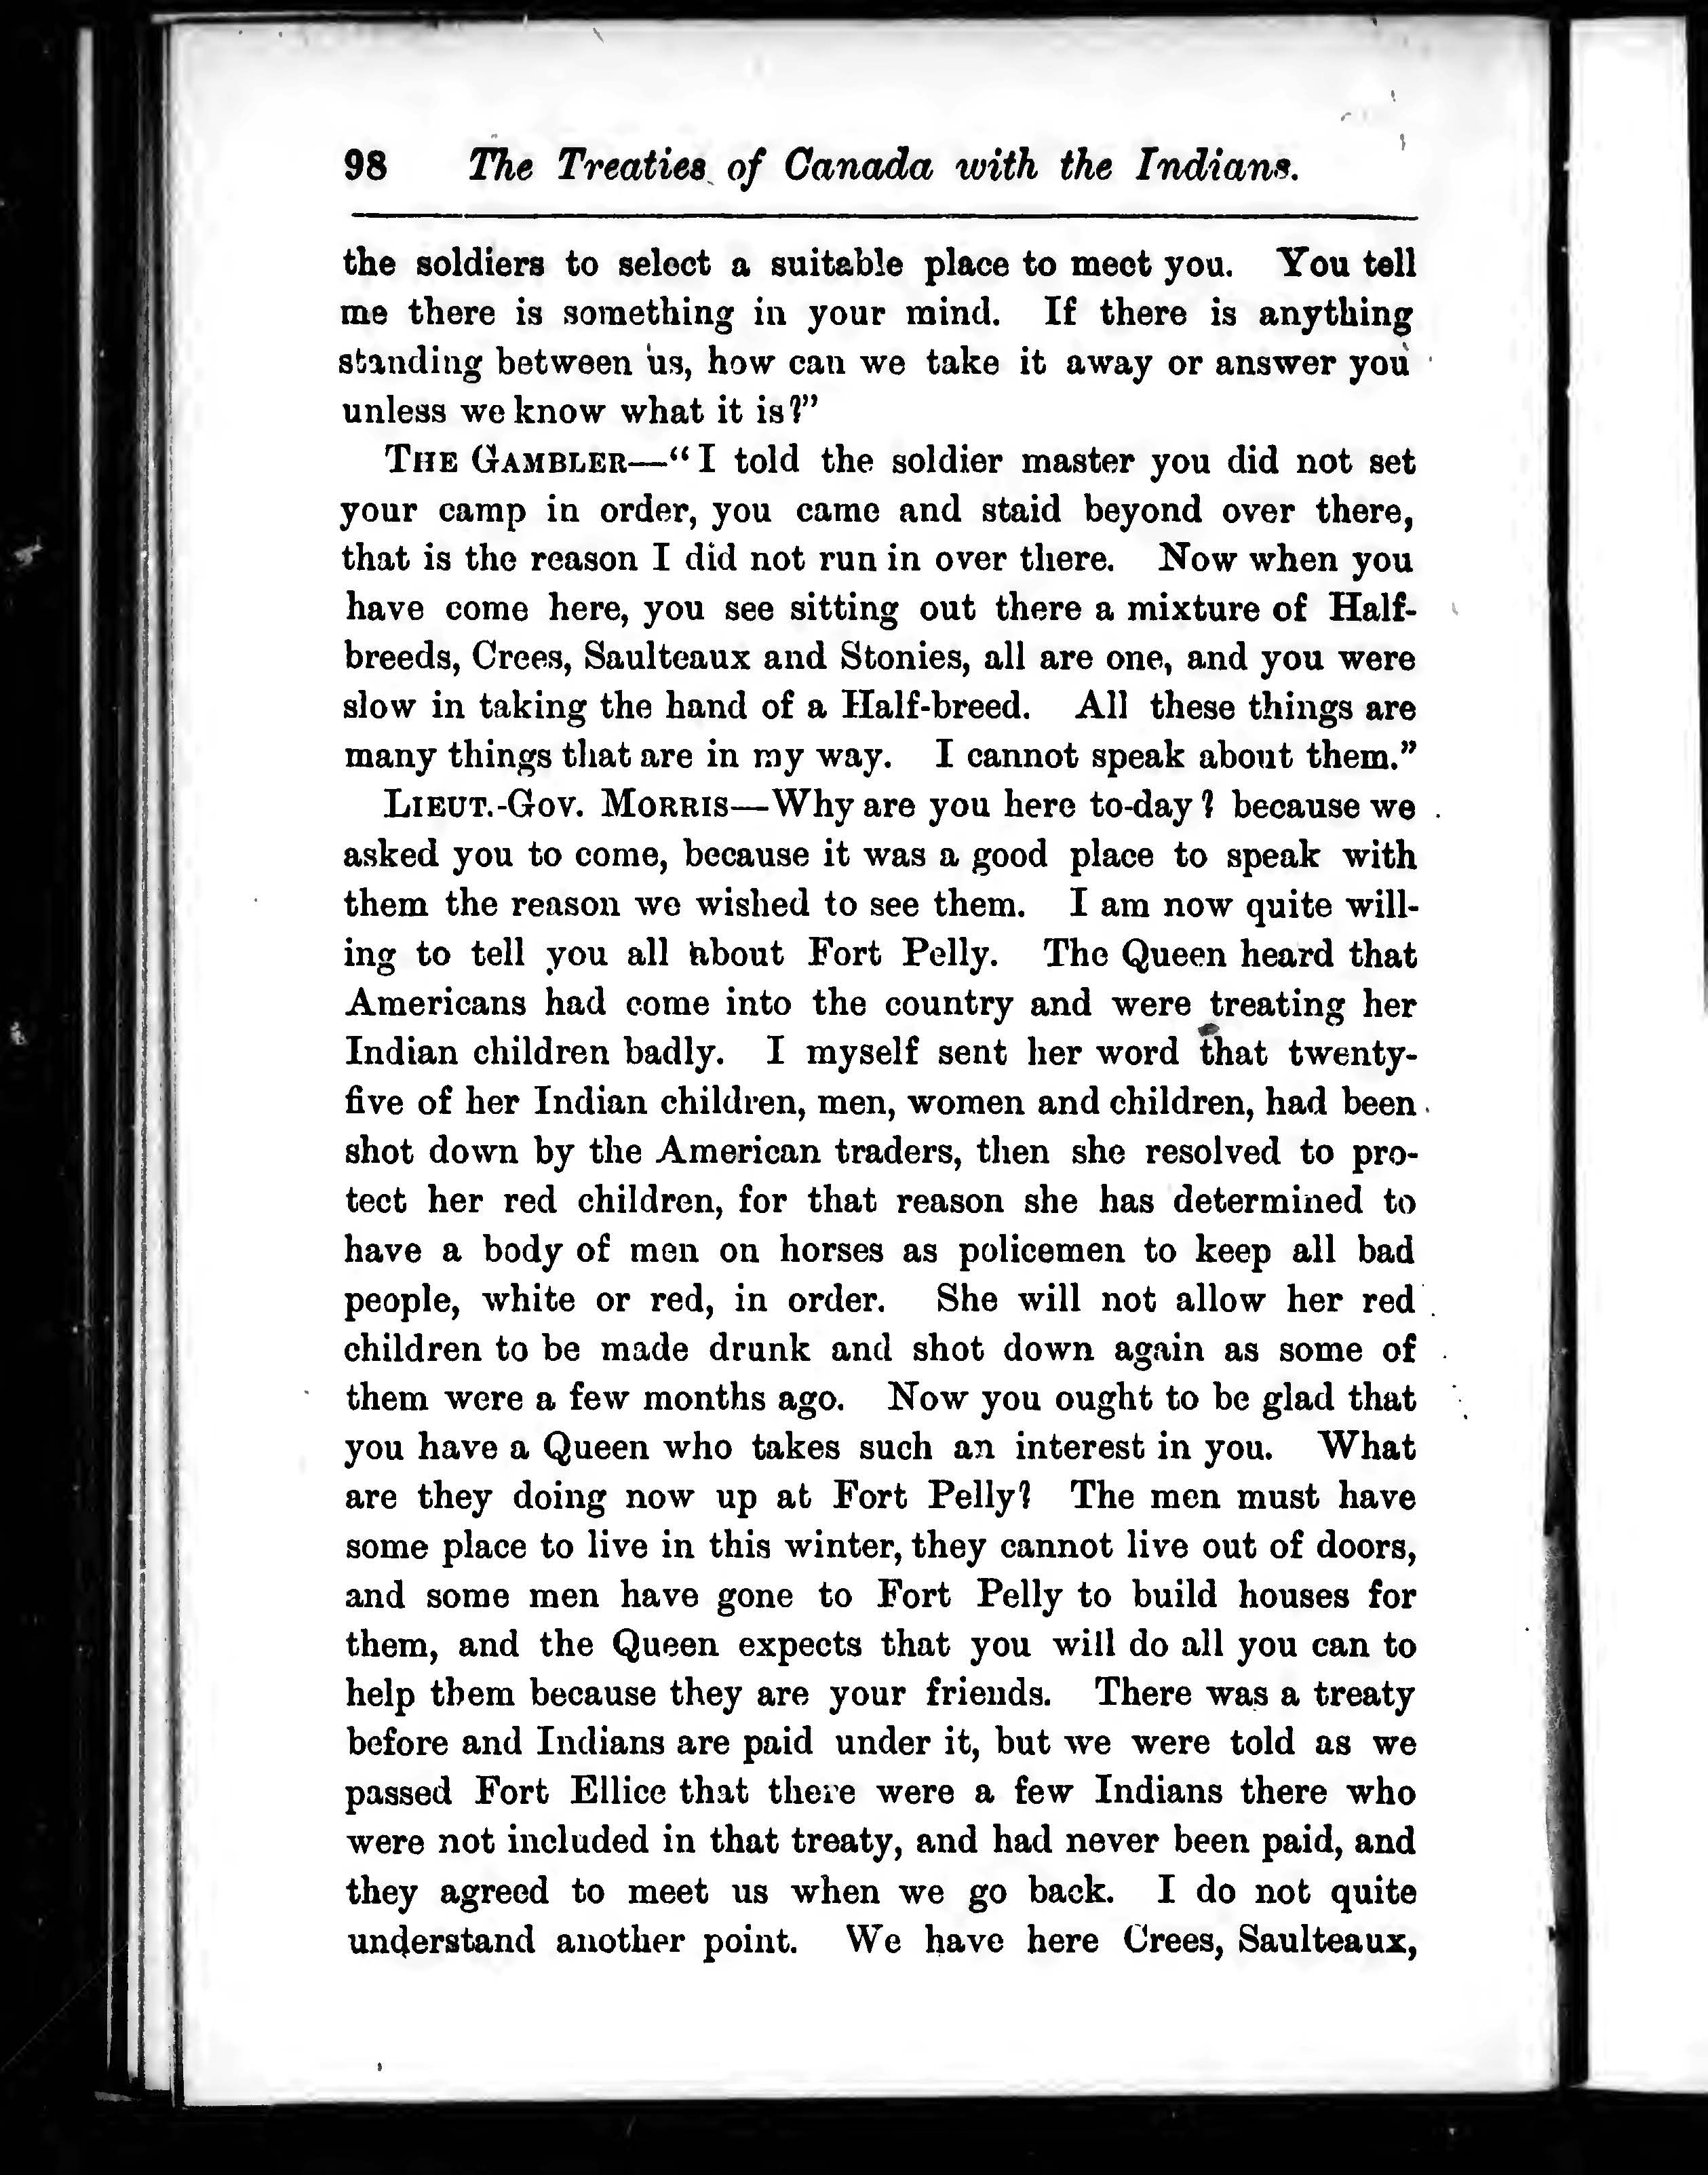 98 The Treaties of Canada with the Indians.
the soldiers to select a suitable place to meet you. You tell
me there is something in your mind. If there is anything
standing between us, how can we take it away or answer you
unless we know what it is?"
THE GAMBLER—"I told the soldier master you did not set
your camp in order, you came and staid beyond over there,
that is the reason I did not run in over there. Now when you
have come here, you see sitting out there a mixture of Half-
breeds, Crees, Saulteaux and Stonies, all are one, and you were
slow in taking the hand of a Half-breed. All these things are
many things that are in my way. I cannot speak about them."
LIEUT.-GOV. MORRIS—Why are you here to-day? because we
asked you to come, because it was a good place to speak with
them the reason we wished to see them. I am now quite will-
ing to tell you all about Fort Pelly. The Queen heard that
Americans had come into the country and were treating her
Indian children badly. I myself sent her word that twenty-
five of her Indian children, men, women and children, had been
shot down by the American traders, then she resolved to pro-
tect her red children, for that reason she has determined to
have a body of men on horses as policemen to keep all bad
people, white or red, in order. She will not allow her red
children to be made drunk and shot down again as some of
them were a few months ago. Now you ought to be glad that
you have a Queen who takes such an interest in you. What
are they doing now up at Fort Pelly? The men must have
some place to live in this winter, they cannot live out of doors,
and some men have gone to Fort Pelly to build houses for
them, and the Queen expects that you will do all you can to
help them because they are your friends. There was a treaty
before and Indians are paid under it, but we were told as we
passed Fort Ellice that there were a few Indians there who
were not included in that treaty, and had never been paid, and
they agreed to meet us when we go back. I do not quite
understand another point. We have here Crees, Saulteaux,